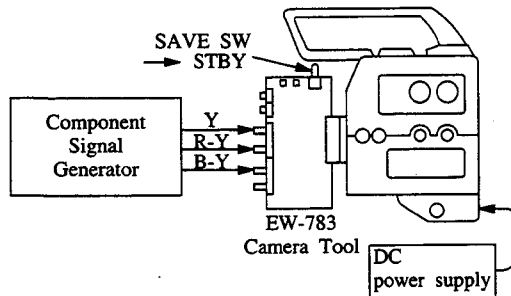 SAVE SW
→ STBY
Component
Signal
Generator
Y
R-Y
B-Y
EW-783
Camera Tool
DC
power supply